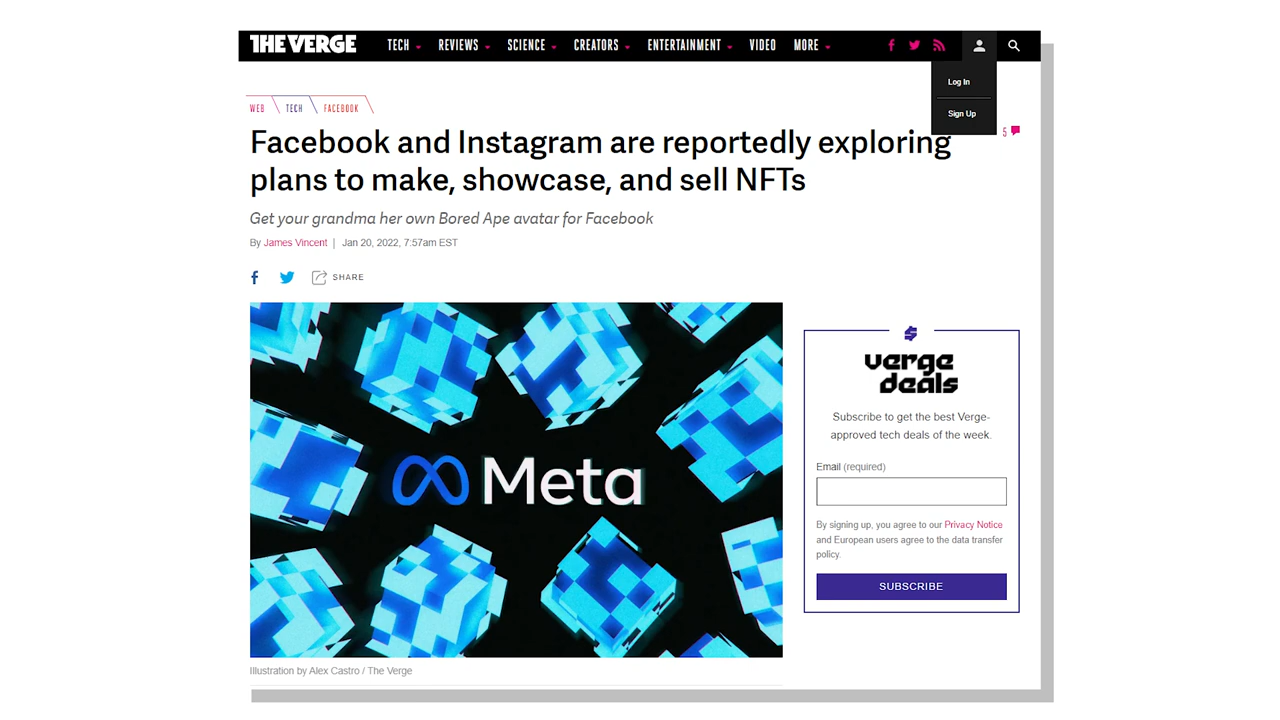 THE VERGE
TECH REVIEWS SCIENCE CREATORS ENTERTAINMENT VIDEO MORE
Log In
Sign Up
WEB TECH FACEBOOK
5
Facebook and Instagram are reportedly exploring
plans to make, showcase, and sell NFTs
Get your grandma her own Bored Ape avatar for Facebook
By James Vincent | Jan 20, 2022, 7:57am EST
SHARE
Meta
Illustration by Alex Castro / The Verge
verge
deals
Subscribe to get the best Verge-
approved tech deals of the week.
Email (required)
By signing up, you agree to our Privacy Notice
and European users agree to the data transfer
policy.
SUBSCRIBE